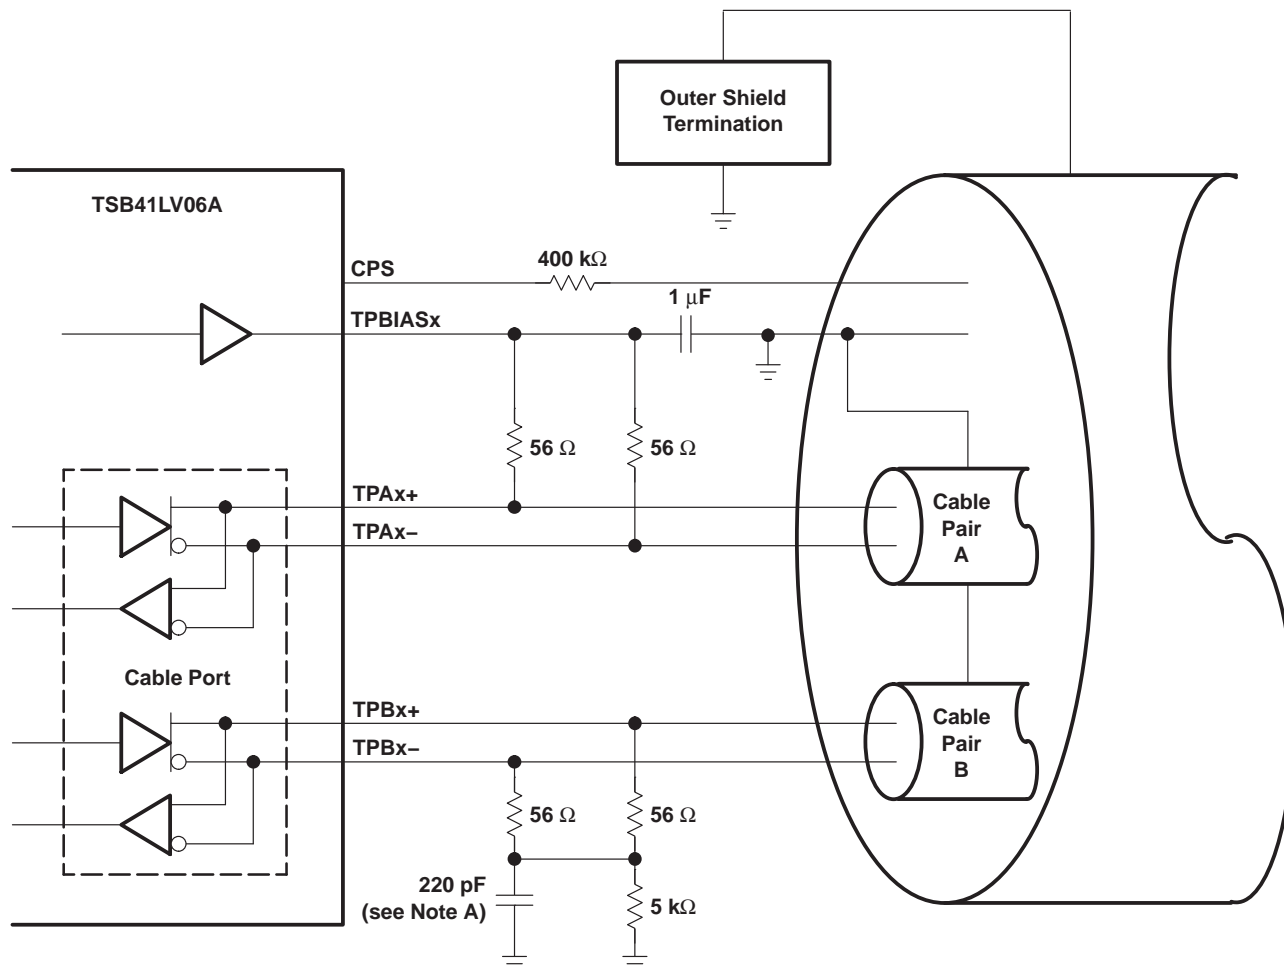 Outer Shield
Termination
TSB41LV06A
CPS
400 kΩ
1 μF
TPBIASx
56 Ω
56 Ω
TPAx+
TPAx−
Cable
Pair
A
Cable Port
TPBx+
TPBx−
Cable
Pair
B
56 Ω
56 Ω
220 pF
(see Note A)
5 kΩ